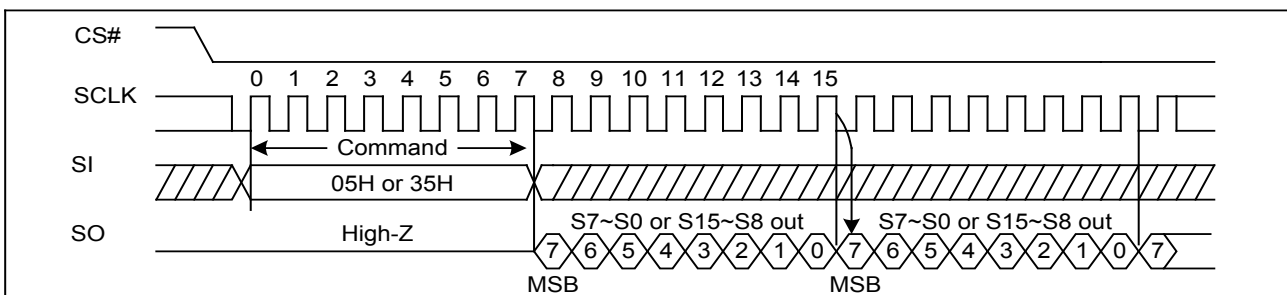 CS#
0 1 2 3 4 5 6 7 8 9 10 11 12 13 14 15
SCLK
Command
SI
05H or 35H
S7~S0 or S15~S8 out S7~S0 or S15~S8 out
SO
High-Z
7 6 5 4 3 2 1 0 7 6 5 4 3 2 1 0 7
MSB MSB